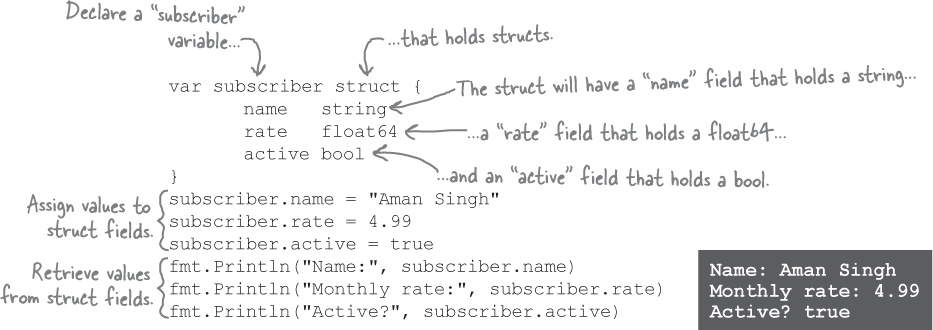 Declare a “subscriber”
variable...
...that holds structs.
var subscriber struct {
The struct will have a “name” field that holds a string...
name string
rate float64
...a “rate” field that holds a float64...
active bool
...and an “active” field that holds a bool.
}
Assign values to
struct fields.
subscriber.name = "Aman Singh"
subscriber.rate = 4.99
subscriber.active = true
Retrieve values
from struct fields.
fmt.Println("Name:", subscriber.name)
fmt.Println("Monthly rate:", subscriber.rate)
fmt.Println("Active?", subscriber.active)
Name: Aman Singh
Monthly rate: 4.99
Active? true